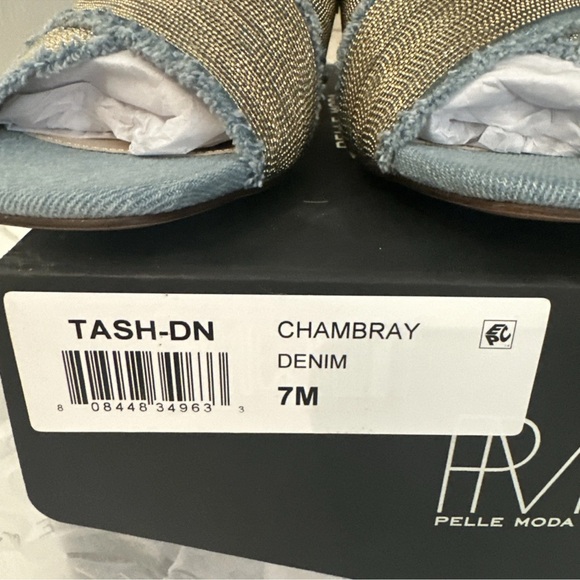 TASH-DN
CHAMBRAY
DENIM
7M
8 08448 34963 3
PELLE MODA